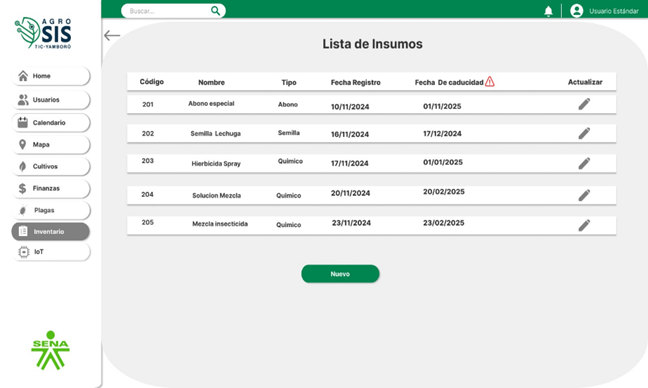 AGRO
SIS
TIC-YAMBORÓ
Buscar...
Usuario Estándar
Home
Usuarios
Calendario
Mapa
Cultivos
Finanzas
Plagas
Inventario
IoT
SENA
Lista de Insumos
Código Nombre Tipo Fecha Registro Fecha De caducidad Actualizar
201 Abono especial Abono 10/11/2024 01/11/2025
202 Semilla Lechuga Semilla 16/11/2024 17/12/2024
203 Hierbicida Spray Quimico 17/11/2024 01/01/2025
204 Solucion Mezcla Quimico 20/11/2024 20/02/2025
205 Mezcla insecticida Quimico 23/11/2024 23/02/2025
Nuevo